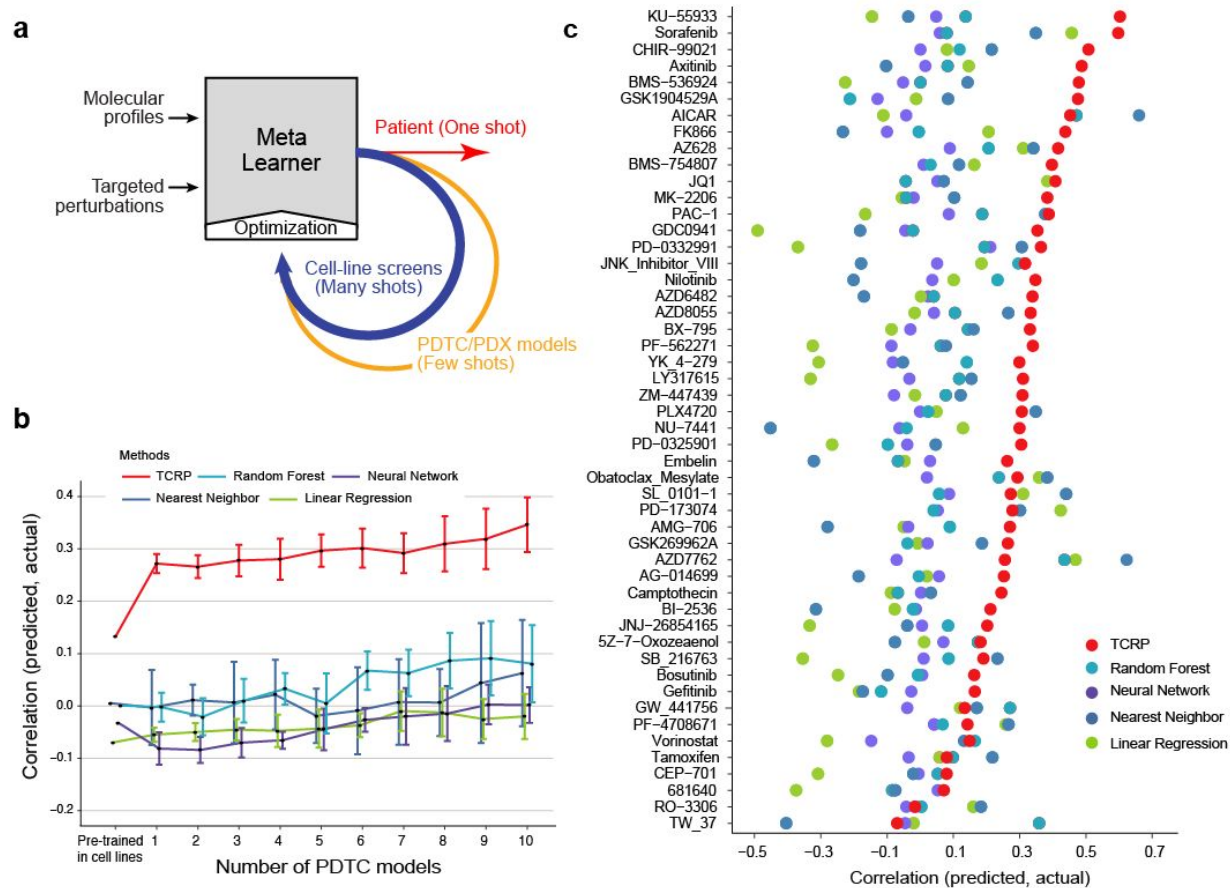 a
Molecular
profiles
Targeted
perturbations
Meta
Learner
Optimization
Patient (One shot)
Cell-line screens
(Many shots)
PDTC/PDX models
(Few shots)
b
Methods
TCRP
Random Forest
Neural Network
Nearest Neighbor
Linear Regression
Correlation (predicted, actual)
0.4
0.3
0.2
0.1
0.0
−0.1
−0.2
Pre-trained
in cell lines
1 2 3 4 5 6 7 8 9 10
Number of PDTC models
c
KU−55933
Sorafenib
CHIR−99021
Axitinib
BMS−536924
GSK1904529A
AICAR
FK866
AZ628
BMS−754807
JQ1
MK−2206
PAC−1
GDC0941
PD−0332991
JNK_Inhibitor_VIII
Nilotinib
AZD6482
AZD8055
BX−795
PF−562271
YK_4−279
LY317615
ZM−447439
PLX4720
NU−7441
PD−0325901
Embelin
Obatoclax_Mesylate
SL_0101−1
PD−173074
AMG−706
GSK269962A
AZD7762
AG−014699
Camptothecin
BI−2536
JNJ−26854165
5Z−7−Oxozeaenol
SB_216763
Bosutinib
Gefitinib
GW_441756
PF−4708671
Vorinostat
Tamoxifen
CEP−701
681640
RO−3306
TW_37
TCRP
Random Forest
Neural Network
Nearest Neighbor
Linear Regression
−0.5 −0.3 −0.1 0.1 0.3 0.5 0.7
Correlation (predicted, actual)